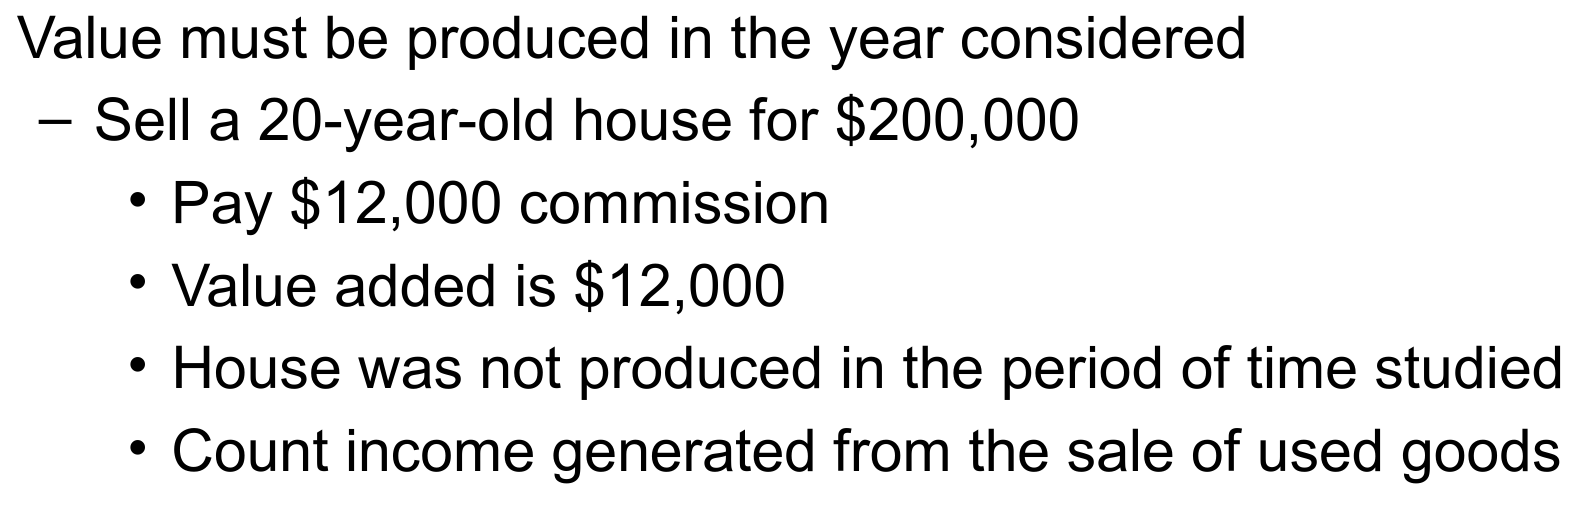 Value must be produced in the year considered
– Sell a 20-year-old house for $200,000
• Pay $12,000 commission
• Value added is $12,000
• House was not produced in the period of time studied
• Count income generated from the sale of used goods